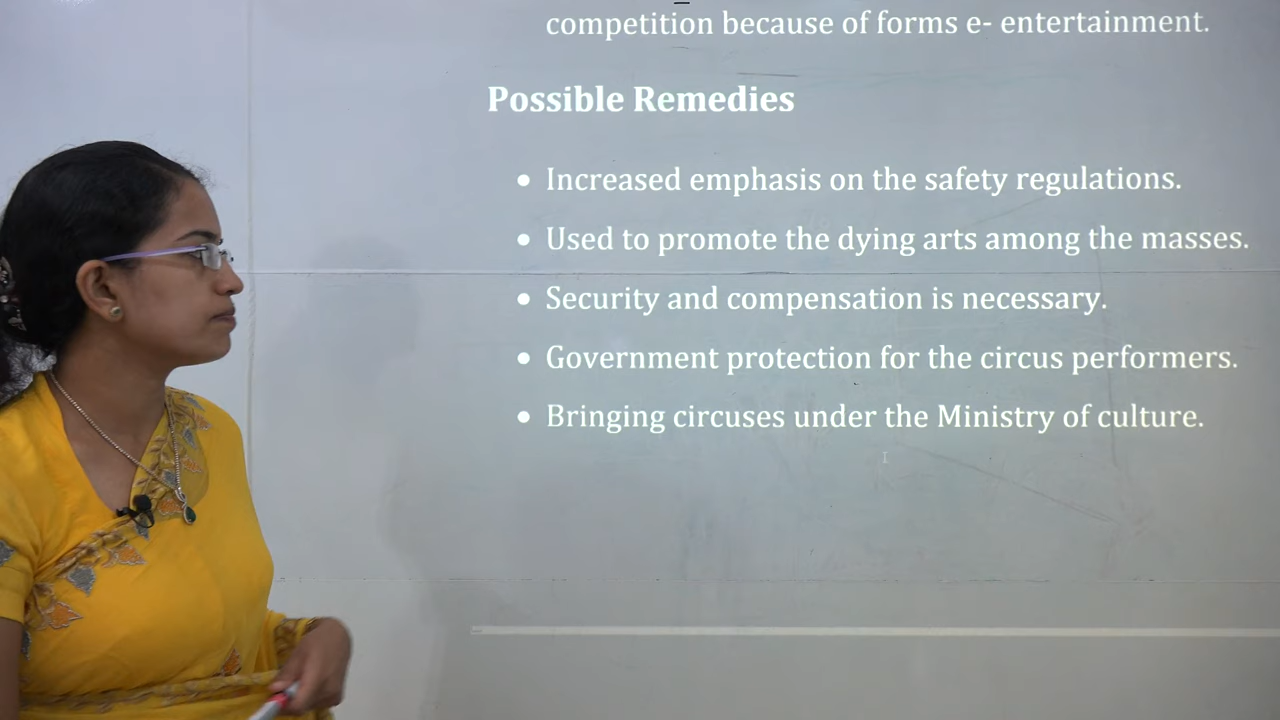 competition because of forms e- entertainment.
Possible Remedies
• Increased emphasis on the safety regulations.
• Used to promote the dying arts among the masses.
• Security and compensation is necessary.
• Government protection for the circus performers.
• Bringing circuses under the Ministry of culture.